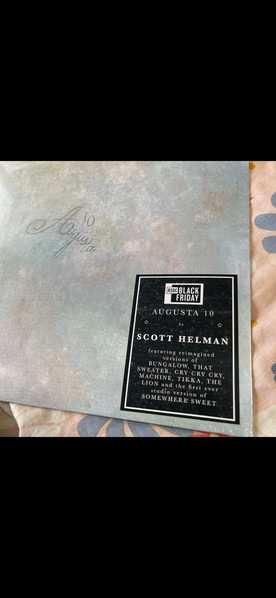 10
Augusta
RSD
BLACK
FRIDAY
AUGUSTA 10
by
SCOTT HELMAN
featuring reimagined
versions of
BUNGALOW, THAT
SWEATER, CRY CRY CRY,
MACHINE, TIKKA, THE
LION and the first ever
studio version of
SOMEWHERE SWEET